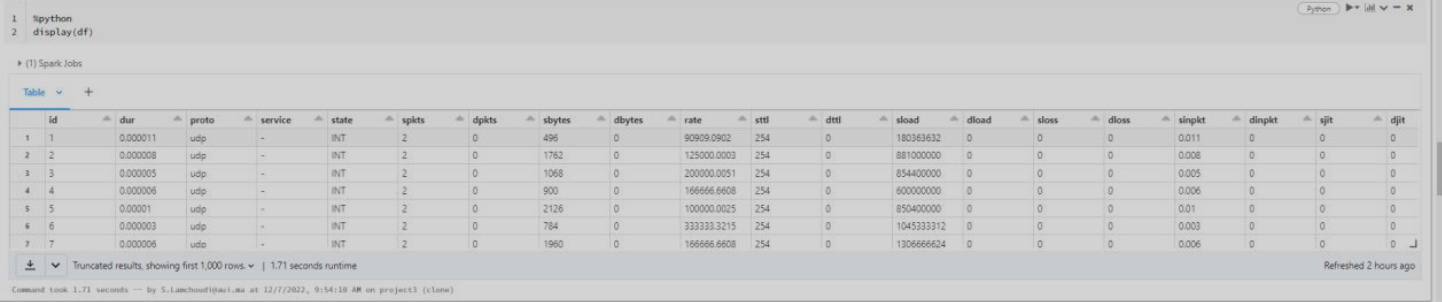 Python
1 %python
2 display(df)
(1) Spark Jobs
Table +
id dur proto service state spkts dpkts sbytes dbytes rate sttl dttl sload dload sloss dloss sinpkt dinpkt sjit djit
1 1 0.000011 udp - INT 2 0 496 0 90909.0902 254 0 180363632 0 0 0 0.011 0 0 0
2 2 0.000008 udp - INT 2 0 1762 0 125000.0003 254 0 881000000 0 0 0 0.008 0 0 0
3 3 0.000005 udp - INT 2 0 1068 0 200000.0051 254 0 854400000 0 0 0 0.005 0 0 0
4 4 0.000006 udp - INT 2 0 900 0 166666.6608 254 0 600000000 0 0 0 0.006 0 0 0
5 5 0.00001 udp - INT 2 0 2126 0 100000.0025 254 0 850400000 0 0 0 0.01 0 0 0
6 6 0.000003 udp - INT 2 0 784 0 333333.3215 254 0 1045333312 0 0 0 0.003 0 0 0
7 7 0.000006 udp - INT 2 0 1960 0 166666.6608 254 0 1306666624 0 0 0 0.006 0 0 0
Truncated results, showing first 1,000 rows. | 1.71 seconds runtime Refreshed 2 hours ago
Command took 1.71 seconds -- by S.Lamchoudi@aui.ma at 12/7/2022, 9:54:10 AM on project3 (clone)